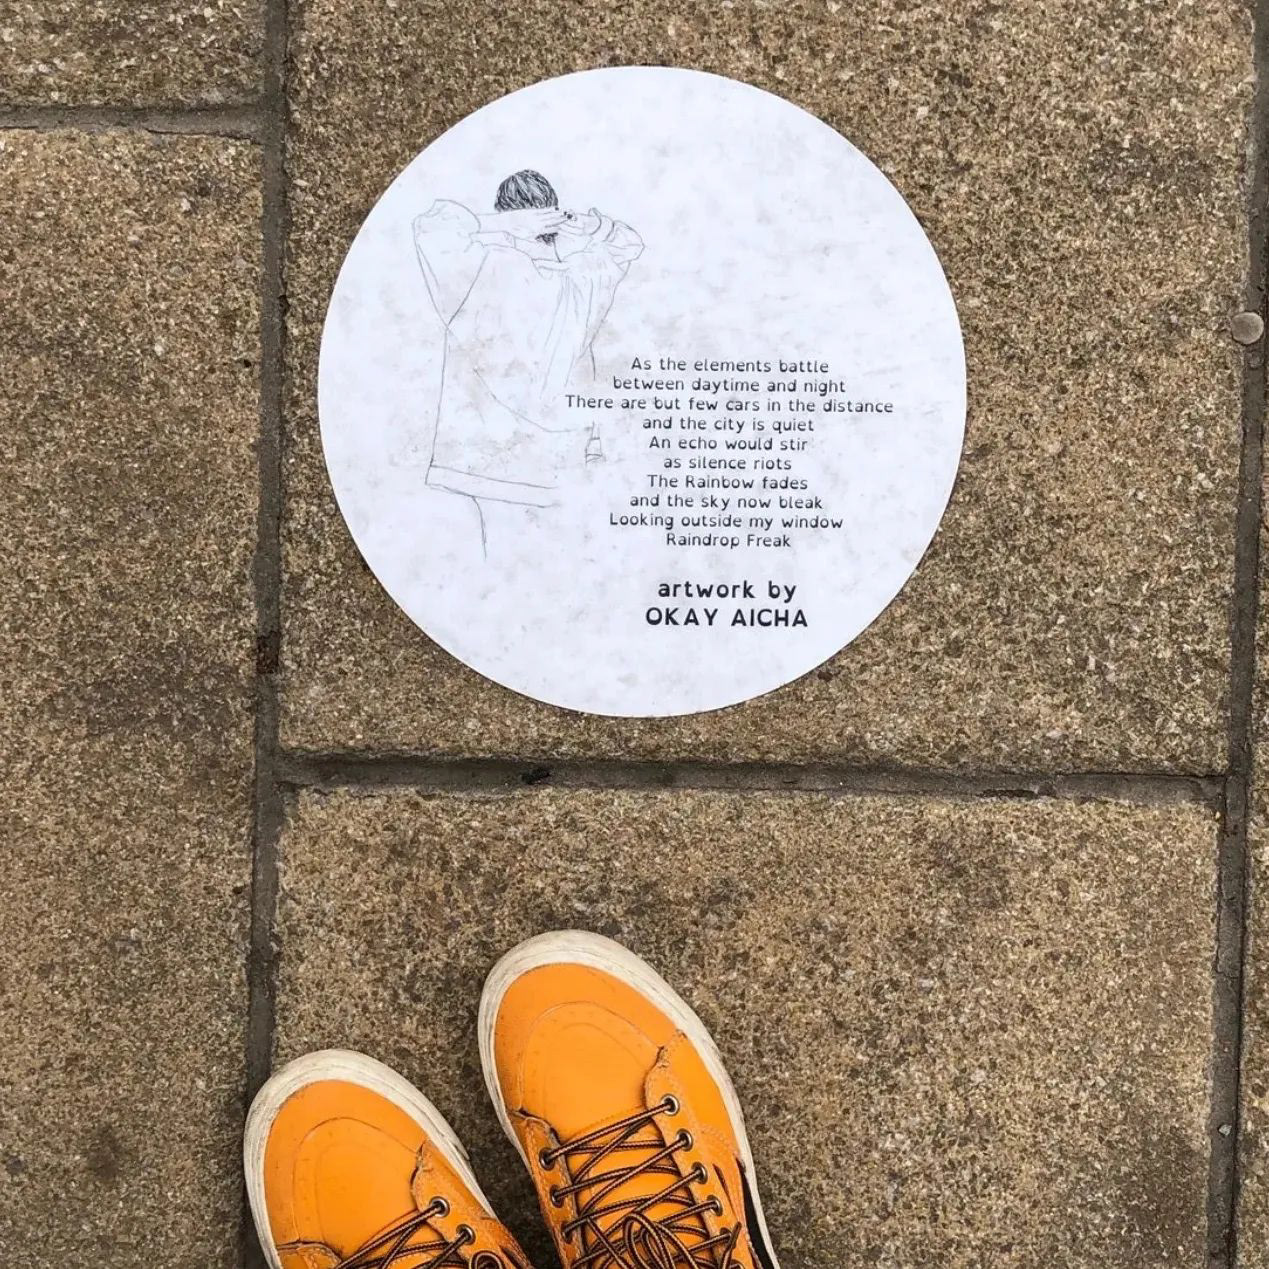 As the elements battle
between daytime and night
There are but few cars in the distance
and the city is quiet
An echo would stir
as silence riots
The Rainbow fades
and the sky now bleak
Looking outside my window
Raindrop Freak
artwork by
OKAY AICHA